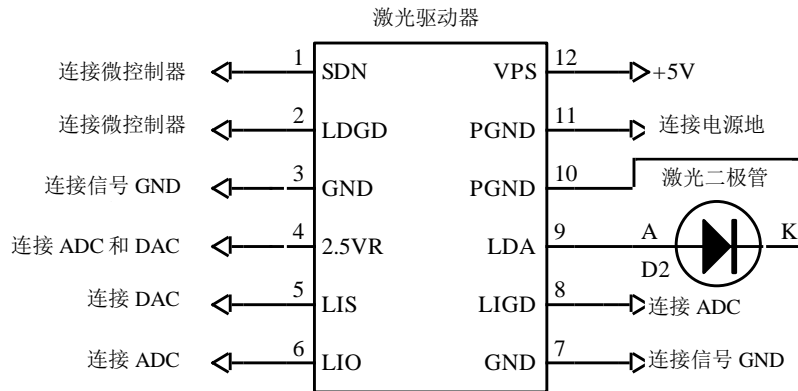 激光驱动器
连接微控制器 1 SDN VPS 12 +5V
连接微控制器 2 LDGD PGND 11 连接电源地
连接信号 GND 3 GND PGND 10 激光二极管
连接 ADC 和 DAC 4 2.5VR LDA 9 A K
D2
连接 DAC 5 LIS LIGD 8 连接 ADC
连接 ADC 6 LIO GND 7 连接信号 GND